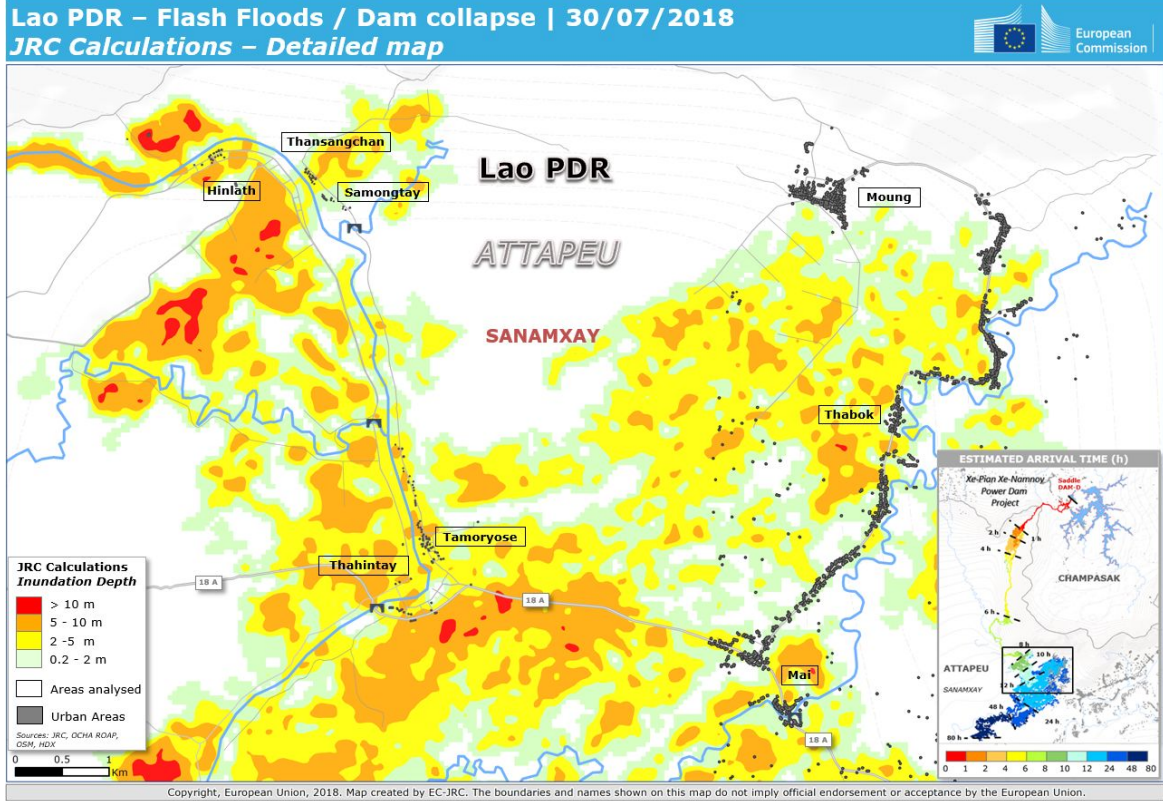 Lao PDR – Flash Floods / Dam collapse | 30/07/2018
JRC Calculations – Detailed map
European
Commission
Thansangchan
Hinlath
Samongtay
Lao PDR
Moung
ATTAPEU
SANAMXAY
Thabok
Tamoryose
Thahintay
18 A
18 A
Mai
18 A
JRC Calculations
Inundation Depth
> 10 m
5 - 10 m
2 -5 m
0.2 - 2 m
Areas analysed
Urban Areas
Sources: JRC, OCHA ROAP,
OSM, HDX
0 0.5 1
Km
ESTIMATED ARRIVAL TIME (h)
Xe-Pian Xe-Namnoy
Power Dam
Project
Saddle
DAM-D
2 h
1 h
4 h
CHAMPASAK
6 h
8 h
10 h
ATTAPEU
SANAMXAY
12 h
48 h
24 h
80 h
0 1 2 4 6 8 10 12 24 48 80
Copyright, European Union, 2018. Map created by EC-JRC. The boundaries and names shown on this map do not imply official endorsement or acceptance by the European Union.